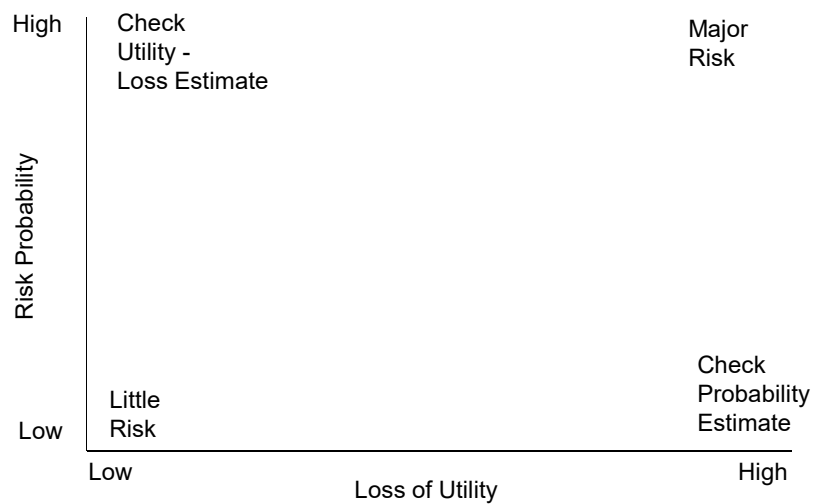 High
Check
Utility -
Loss Estimate
Major
Risk
Risk Probability
Little
Risk
Check
Probability
Estimate
Low
Low
Loss of Utility
High